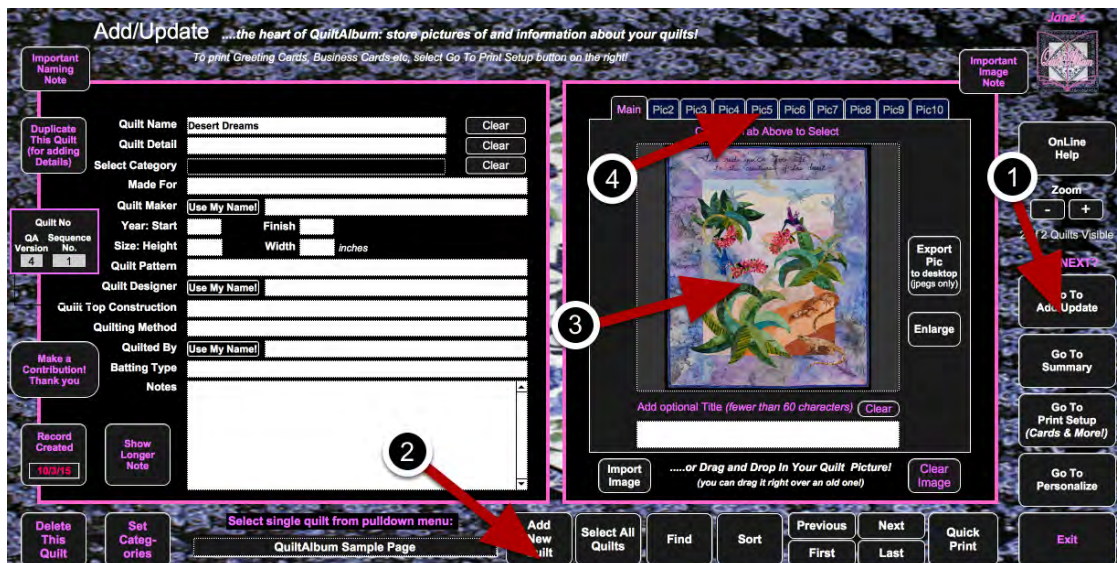 Add/Update ....the heart of QuiltAlbum: store pictures of and information about your quilts!
To print Greeting Cards, Business Cards etc, select Go To Print Setup button on the right!
Jane's
Important
Naming
Note
Important
Image
Note
Duplicate
This Quilt
(for adding
Details)
Quilt No
QA Version
Sequence No.
4
1
Make a
Contribution!
Thank you
Record
Created
10/3/15
Show
Longer
Note
Quilt Name Desert Dreams Clear
Quilt Detail Clear
Select Category Clear
Made For
Quilt Maker Use My Name!
Year: Start Finish
Size: Height Width inches
Quilt Pattern
Quilt Designer Use My Name!
Quilt Top Construction
Quilting Method
Quilted By Use My Name!
Batting Type
Notes
Main Pic2 Pic3 Pic4 Pic5 Pic6 Pic7 Pic8 Pic9 Pic10
Tab Above to Select
4
3
2
1
Export
Pic
to desktop
(jpegs only)
Enlarge
Add optional Title (fewer than 60 characters) Clear
Import
Image
.....or Drag and Drop In Your Quilt Picture!
(you can drag it right over an old one!)
Clear
Image
OnLine
Help
Zoom
- +
2 Quilts Visible
NEXT?
Go To
Add/Update
Go To
Summary
Go To
Print Setup
(Cards & More!)
Go To
Personalize
Exit
Delete
This
Quilt
Set
Categ-
ories
Select single quilt from pulldown menu:
QuiltAlbum Sample Page
Add
New
Quilt
Select All
Quilts
Find
Sort
Previous
Next
First
Last
Quick
Print